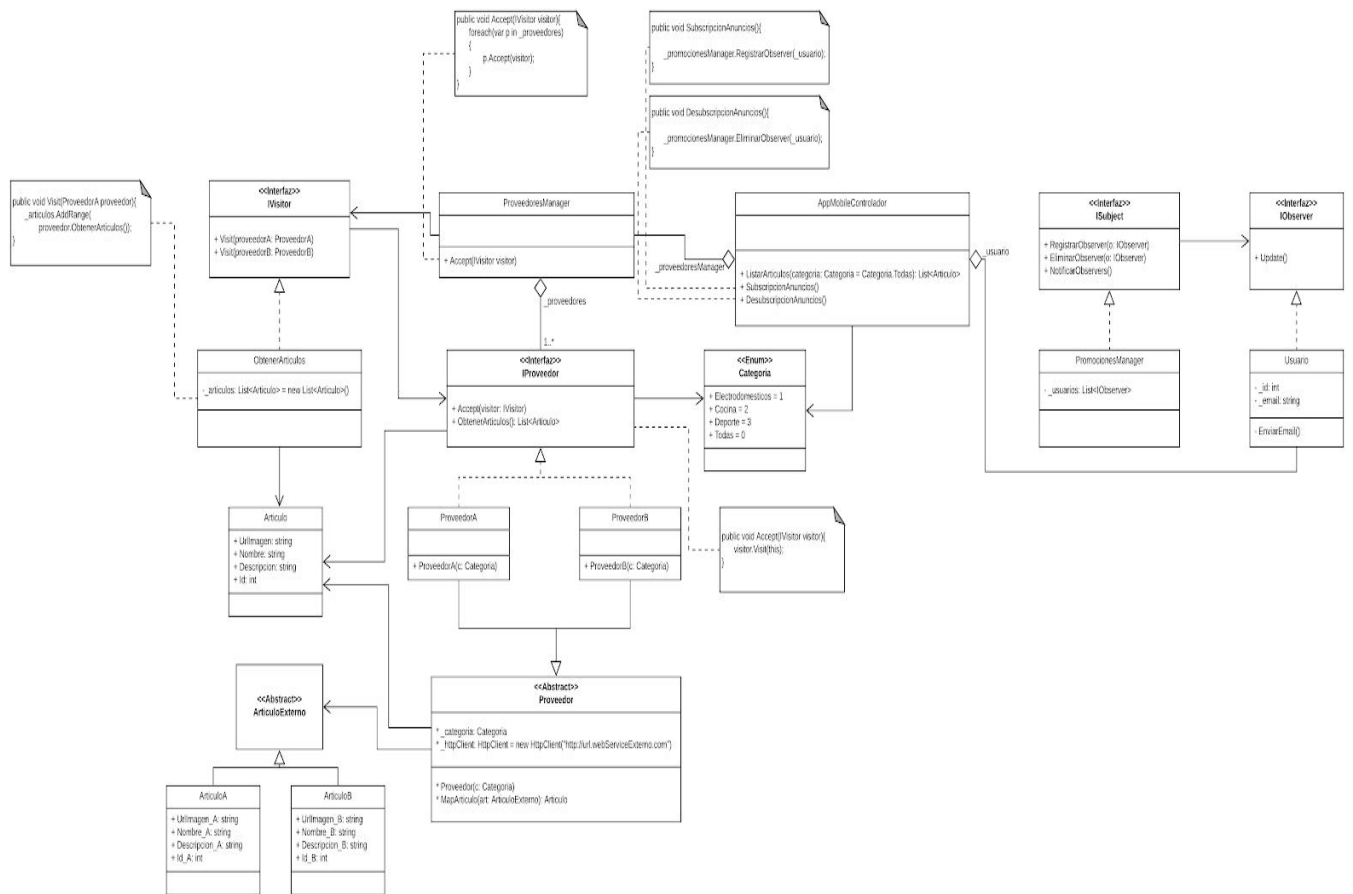 public void Accept(IVisitor visitor){
foreach(var p in _proveedores)
{
p.Accept(visitor);
}
}
public void SubscripcionAnuncios(){
_promocionesManager.RegistrarObserver(_usuario);
}
public void DesubscripcionAnuncios(){
_promocionesManager.EliminarObserver(_usuario);
}
public void Visit(ProveedorA proveedor){
_articulos.AddRange(
proveedor.ObtenerArticulos());
}
<<Interfaz>>
IVisitor
+ Visit(proveedorA: ProveedorA)
+ Visit(proveedorB: ProveedorB)
ProveedoresManager
+ Accept(IVisitor visitor)
_proveedoresManager
AppMobileControlador
+ ListarArticulos(categoria: Categoria = Categoria.Todas): List<Articulo>
+ SubscripcionAnuncios()
+ DesubscripcionAnuncios()
_usuario
<<Interfaz>>
ISubject
+ RegistrarObserver(o: IObserver)
+ EliminarObserver(o: IObserver)
+ NotificarObservers()
<<Interfaz>>
IObserver
+ Update()
_proveedores
1..*
ObtenerArticulos
-_articulos: List<Articulo> = new List<Articulo>()
<<Interfaz>>
IProveedor
+ Accept(visitor: IVisitor)
+ ObtenerArticulos(): List<Articulo>
<<Enum>>
Categoria
+ Electrodomesticos = 1
+ Cocina = 2
+ Deporte = 3
+ Todas = 0
PromocionesManager
-_usuarios: List<IObserver>
Usuario
-_id: int
-_email: string
- EnviarEmail()
Articulo
+ UrlImagen: string
+ Nombre: string
+ Descripcion: string
+ Id: int
ProveedorA
+ ProveedorA(c: Categoria)
ProveedorB
+ ProveedorB(c: Categoria)
public void Accept(IVisitor visitor){
visitor.Visit(this);
}
<<Abstract>>
ArticuloExterno
<<Abstract>>
Proveedor
* _categoria: Categoria
* _httpClient: HttpClient = new HttpClient("http://url.webServiceExterno.com")
* Proveedor(c: Categoria)
* MapArticulo(art: ArticuloExterno): Articulo
ArticuloA
+ UrlImagen_A: string
+ Nombre_A: string
+ Descripcion_A: string
+ Id_A: int
ArticuloB
+ UrlImagen_B: string
+ Nombre_B: string
+ Descripcion_B: string
+ Id_B: int